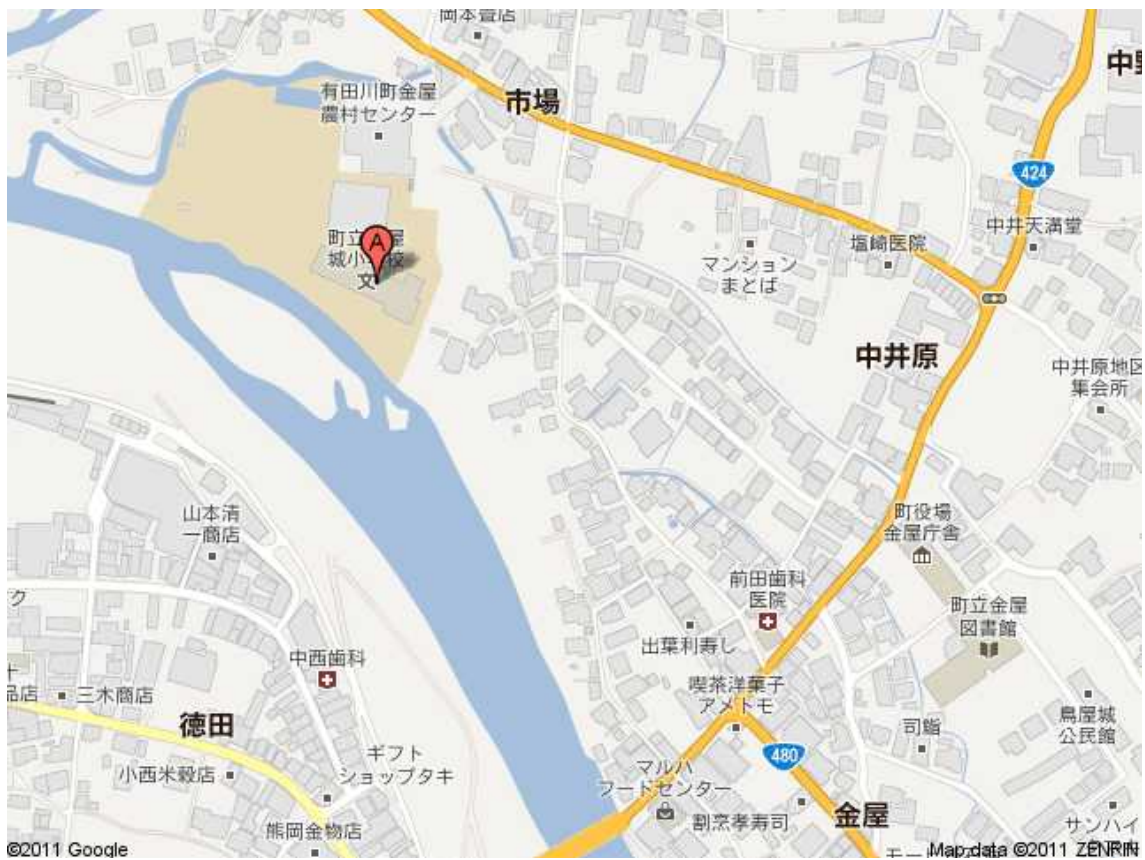 岡本畳店
市場
中野
有田川町金屋
農村センター
424
中井天満堂
塩崎医院
町立
屋
城小
校
文
マンション
まとば
中井原
中井原地区
集会所
山本清
一商店
町役場
金屋庁舎
前田歯科
医院
町立金屋
図書館
ク
出葉利寿し
中西歯科
喫茶洋菓子
アメトモ
品店
三木商店
徳田
司鮨
鳥屋城
公民館
ギフト
ショップタキ
480
小西米穀店
マルハ
フードセンター
割烹孝寿司
金屋
サンハイ
熊岡金物店
©2011 Google
Map data ©2011 ZENRIN